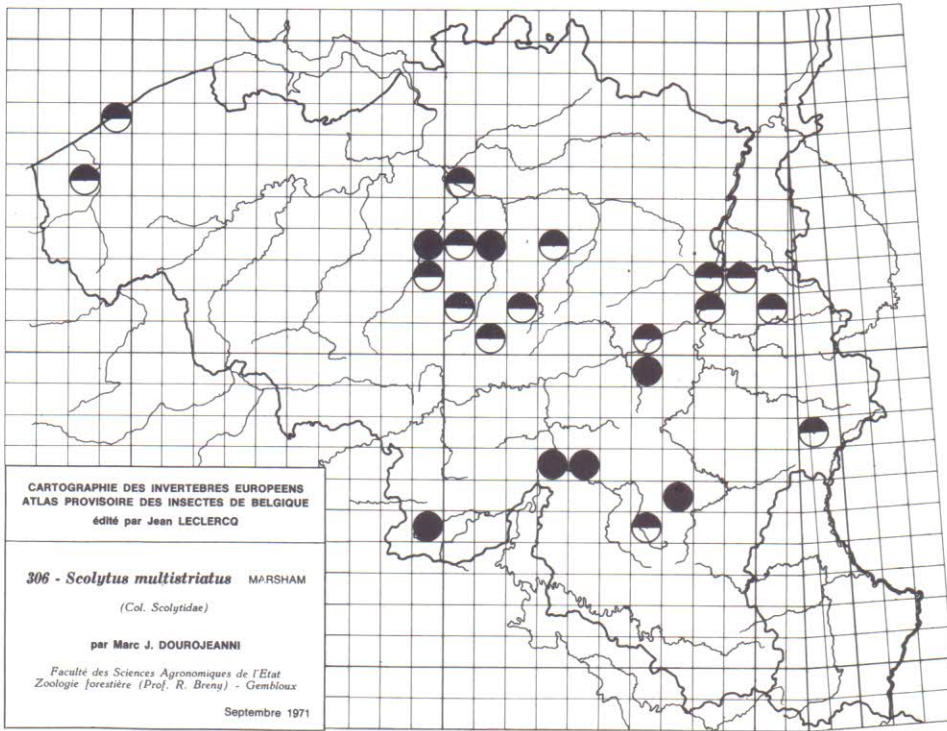 CARTOGRAPHIE DES INVERTEBRES EUROPEENS
ATLAS PROVISOIRE DES INSECTES DE BELGIQUE
édité par Jean LECLERCQ
306 - Scolytus multistriatus MARSHAM
(Col. Scolytidae)
par Marc J. DOUROJEANNI
Faculté des Sciences Agronomiques de l'Etat
Zoologie forestière (Prof. R. Breny) - Gembloux
Septembre 1971